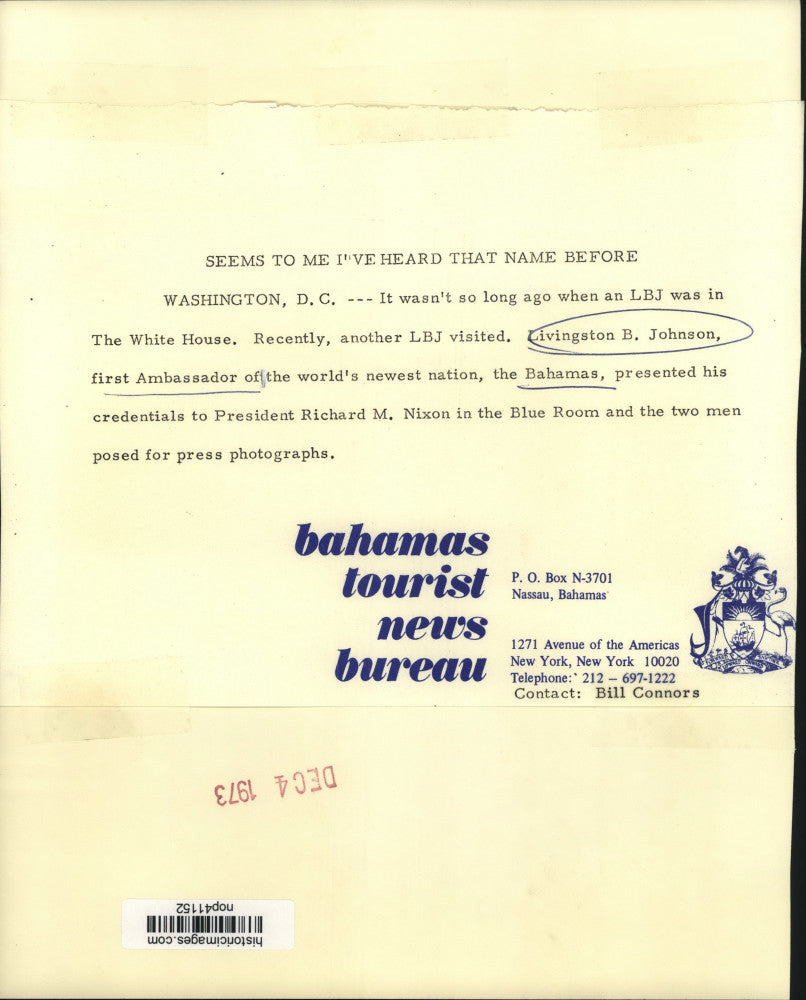 SEEMS TO ME I''VE HEARD THAT NAME BEFORE
WASHINGTON, D.C. --- It wasn't so long ago when an LBJ was in
The White House. Recently, another LBJ visited. Livingston B. Johnson,
first Ambassador of the world's newest nation, the Bahamas, presented his
credentials to President Richard M. Nixon in the Blue Room and the two men
posed for press photographs.
bahamas
tourist
news
bureau
P. O. Box N-3701
Nassau, Bahamas
1271 Avenue of the Americas
New York, New York 10020
Telephone: 212 – 697-1222
Contact: Bill Connors
DEC 4 1973
historicimages.com
nop41152